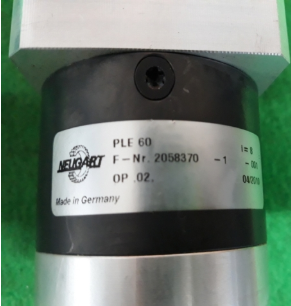 PLE 60 i = 8
NEUGART F-Nr. 2058370 -1
OP .02.
Made in Germany